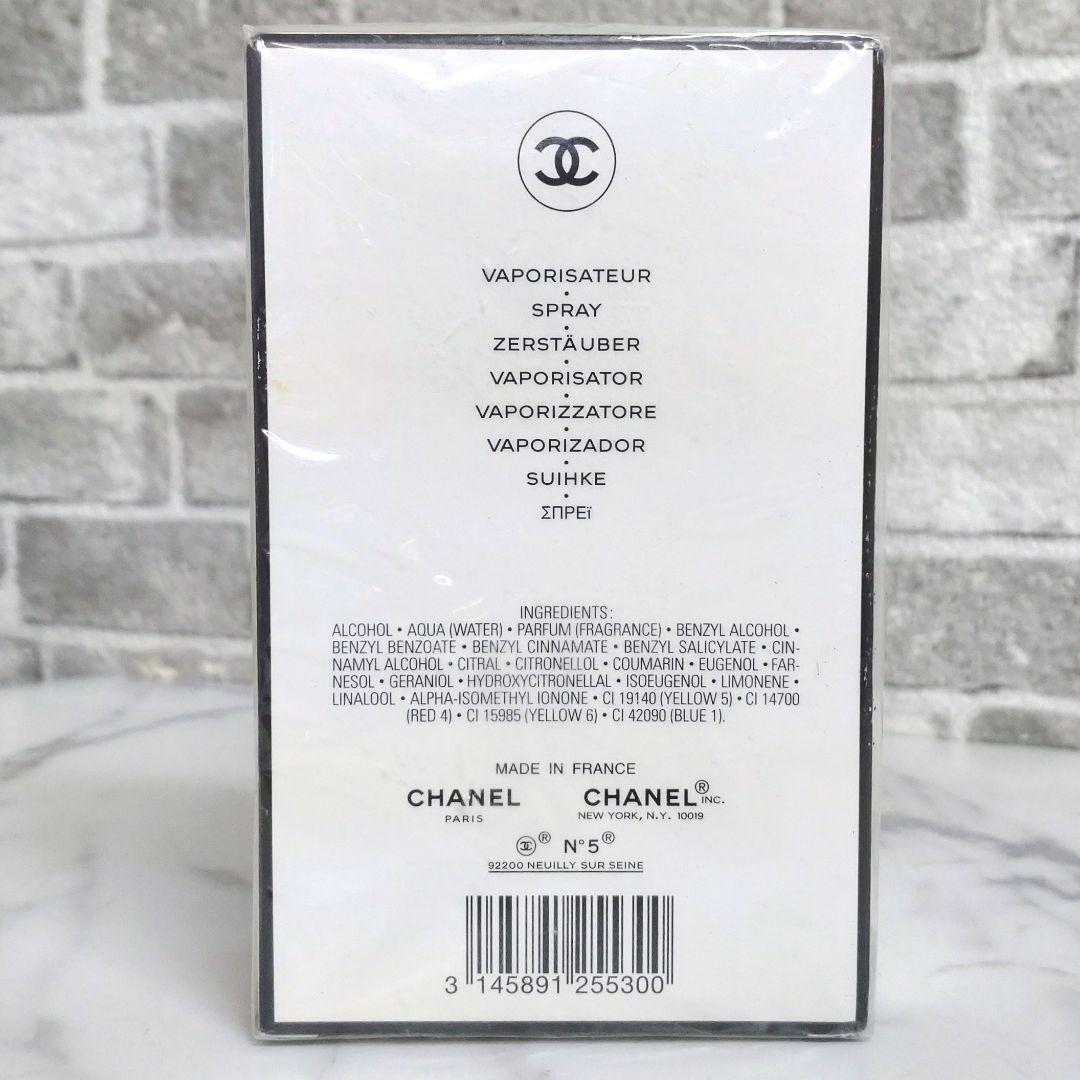 VAPORISATEUR
•
SPRAY
•
ZERSTÄUBER
•
VAPORISATOR
•
VAPORIZZATORE
•
VAPORIZADOR
•
SUIHKE
•
ΣΠΡΕϊ
INGREDIENTS:
ALCOHOL • AQUA (WATER) • PARFUM (FRAGRANCE) • BENZYL ALCOHOL •
BENZYL BENZOATE • BENZYL CINNAMATE • BENZYL SALICYLATE • CIN-
NAMYL ALCOHOL • CITRAL • CITRONELLOL • COUMARIN • EUGENOL • FAR-
NESOL • GERANIOL • HYDROXYCITRONELLAL • ISOEUGENOL • LIMONENE •
LINALOOL • ALPHA-ISOMETHYL IONONE • CI 19140 (YELLOW 5) • CI 14700
(RED 4) • CI 15985 (YELLOW 6) • CI 42090 (BLUE 1).
MADE IN FRANCE
CHANEL CHANEL® INC.
PARIS NEW YORK, N.Y. 10019
® N°5®
92200 NEUILLY SUR SEINE
3 145891 255300